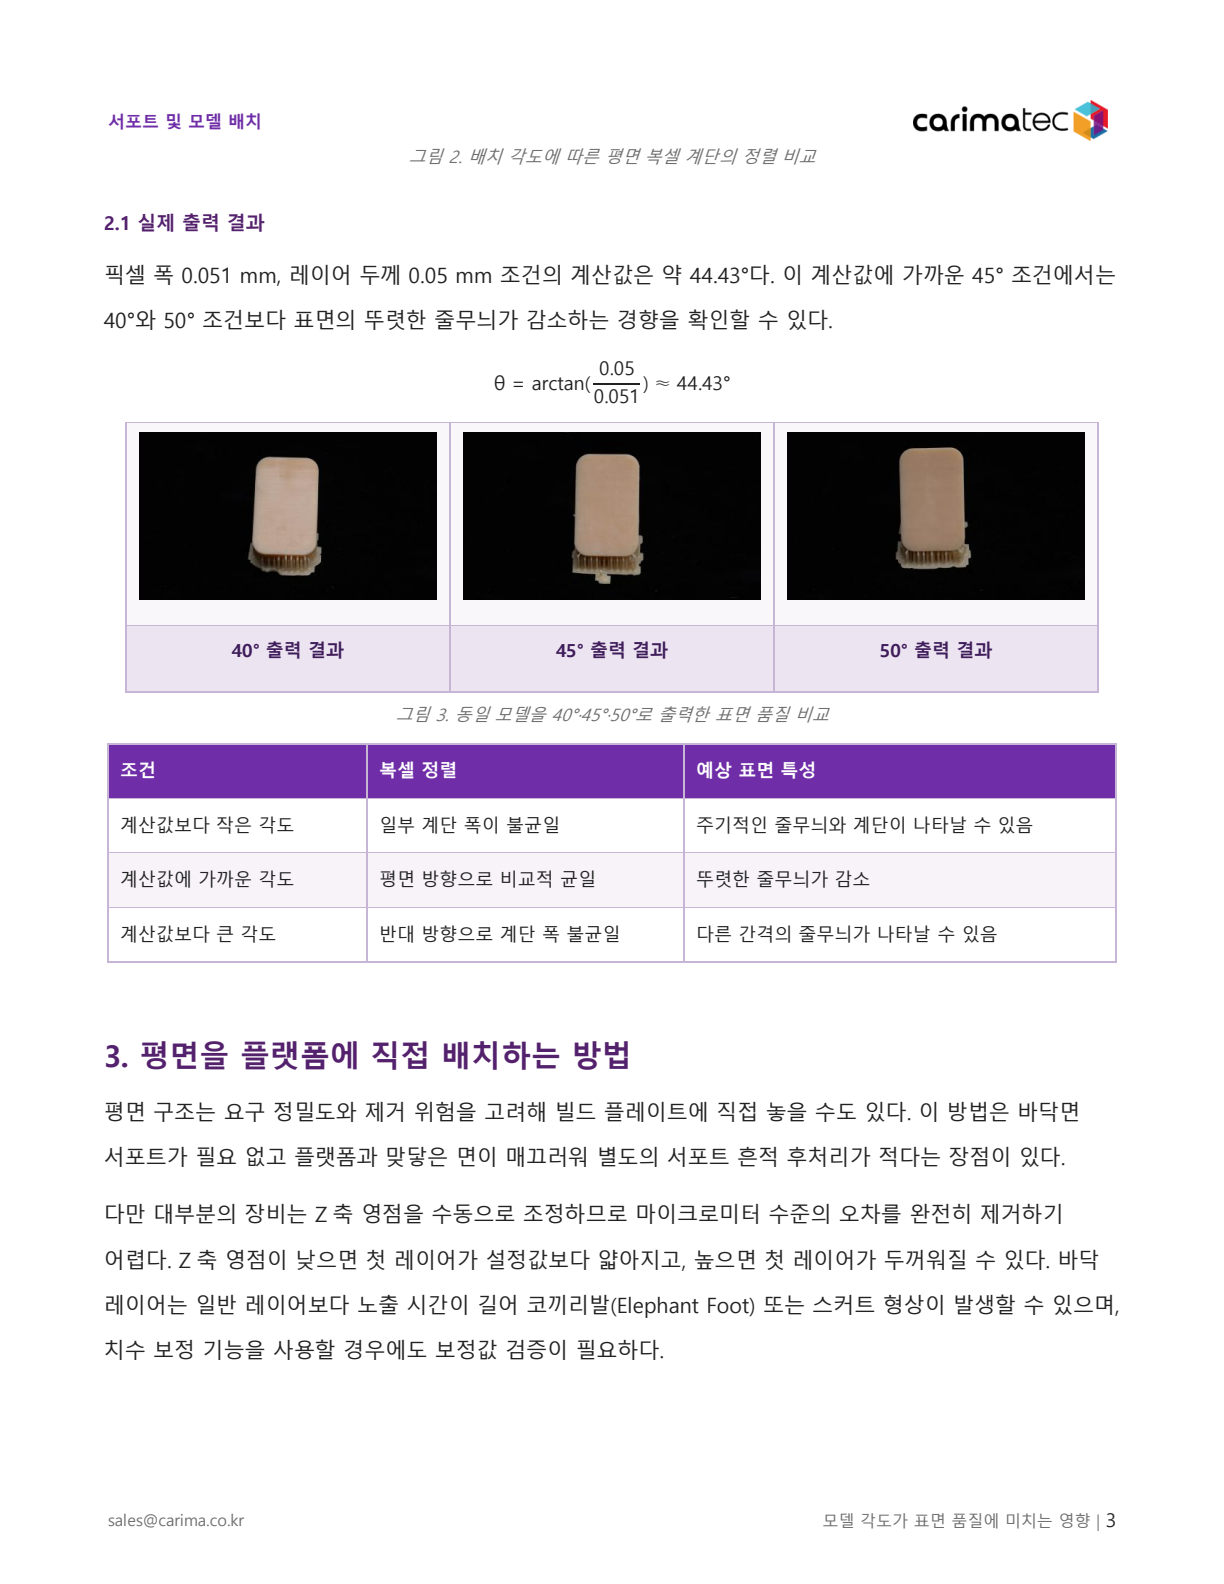 서포트 및 모델 배치
carimatec
그림 2. 배치 각도에 따른 평면 복셀 계단의 정렬 비교
2.1 실제 출력 결과
픽셀 폭 0.051 mm, 레이어 두께 0.05 mm 조건의 계산값은 약 44.43°다. 이 계산값에 가까운 45° 조건에서는
40°와 50° 조건보다 표면의 뚜렷한 줄무늬가 감소하는 경향을 확인할 수 있다.
θ = arctan(0.05/0.051) ≈ 44.43°
40° 출력 결과
45° 출력 결과
50° 출력 결과
그림 3. 동일 모델을 40°·45°·50°로 출력한 표면 품질 비교
조건 복셀 정렬 예상 표면 특성
계산값보다 작은 각도 일부 계단 폭이 불균일 주기적인 줄무늬와 계단이 나타날 수 있음
계산값에 가까운 각도 평면 방향으로 비교적 균일 뚜렷한 줄무늬가 감소
계산값보다 큰 각도 반대 방향으로 계단 폭 불균일 다른 간격의 줄무늬가 나타날 수 있음
3. 평면을 플랫폼에 직접 배치하는 방법
평면 구조는 요구 정밀도와 제거 위험을 고려해 빌드 플레이트에 직접 놓을 수도 있다. 이 방법은 바닥면
서포트가 필요 없고 플랫폼과 맞닿은 면이 매끄러워 별도의 서포트 흔적 후처리가 적다는 장점이 있다.
다만 대부분의 장비는 Z 축 영점을 수동으로 조정하므로 마이크로미터 수준의 오차를 완전히 제거하기
어렵다. Z 축 영점이 낮으면 첫 레이어가 설정값보다 얇아지고, 높으면 첫 레이어가 두꺼워질 수 있다. 바닥
레이어는 일반 레이어보다 노출 시간이 길어 코끼리발(Elephant Foot) 또는 스커트 형상이 발생할 수 있으며,
치수 보정 기능을 사용할 경우에도 보정값 검증이 필요하다.
sales@carima.co.kr
모델 각도가 표면 품질에 미치는 영향 | 3